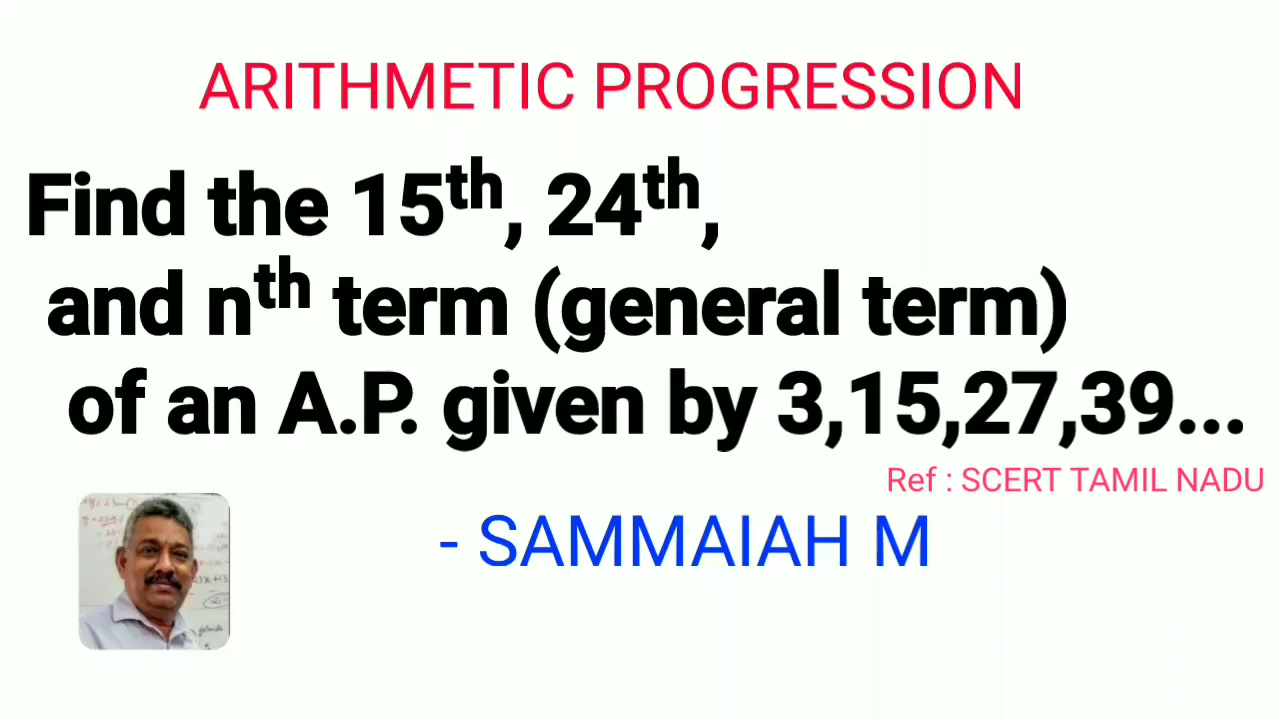 ARITHMETIC PROGRESSION
Find the 15th, 24th,
and nth term (general term)
of an A.P. given by 3,15,27,39...
Ref : SCERT TAMIL NADU
- SAMMAIAH M